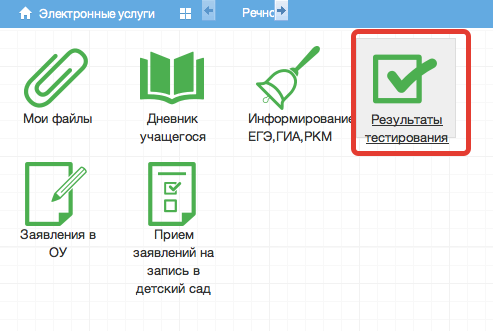 Электронные услуги
Речно
Мои файлы
Дневник
учащегося
Информирование
ЕГЭ,ГИА,РКМ
Результаты
тестирования
Заявления в
ОУ
Прием
заявлений на
запись в
детский сад